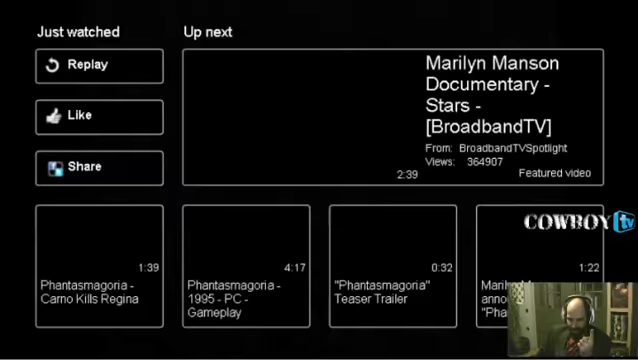 Just watched
Up next
Replay
Like
Share
Marilyn Manson
Documentary -
Stars -
[BroadbandTV]
From: BroadbandTVSpotlight
Views: 364907
2:39
Featured video
COWBOY tv
1:39
Phantasmagoria -
Carno Kills Regina
4:17
Phantasmagoria -
1995 - PC -
Gameplay
0:32
"Phantasmagoria"
Teaser Trailer
1:22